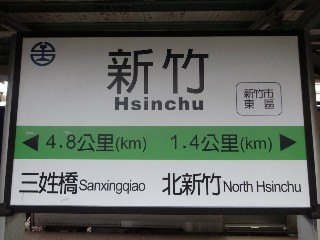 新竹
Hsinchu
新竹市
東區
◀ 4.8公里(km) 1.4公里(km) ▶
三姓橋 Sanxingqiao 北新竹 North Hsinchu